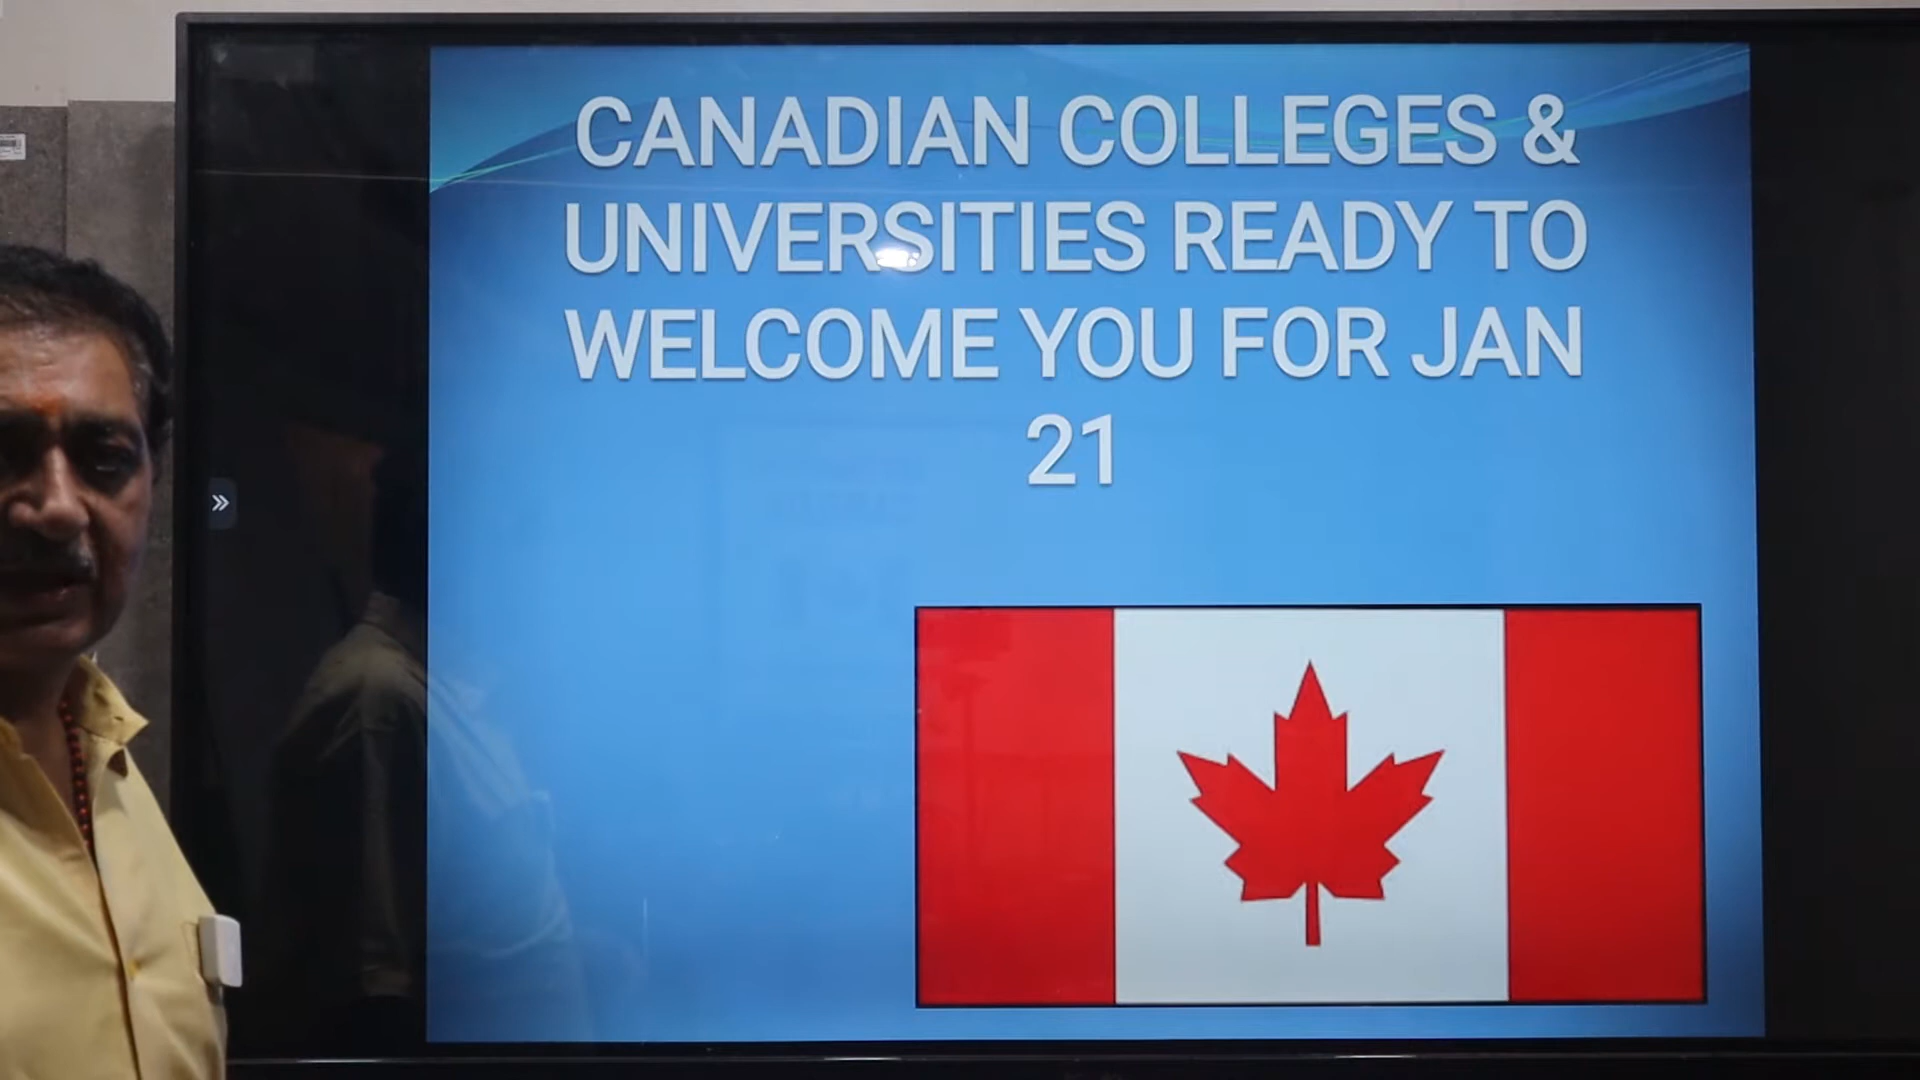 CANADIAN COLLEGES &
UNIVERSITIES READY TO
WELCOME YOU FOR JAN
21